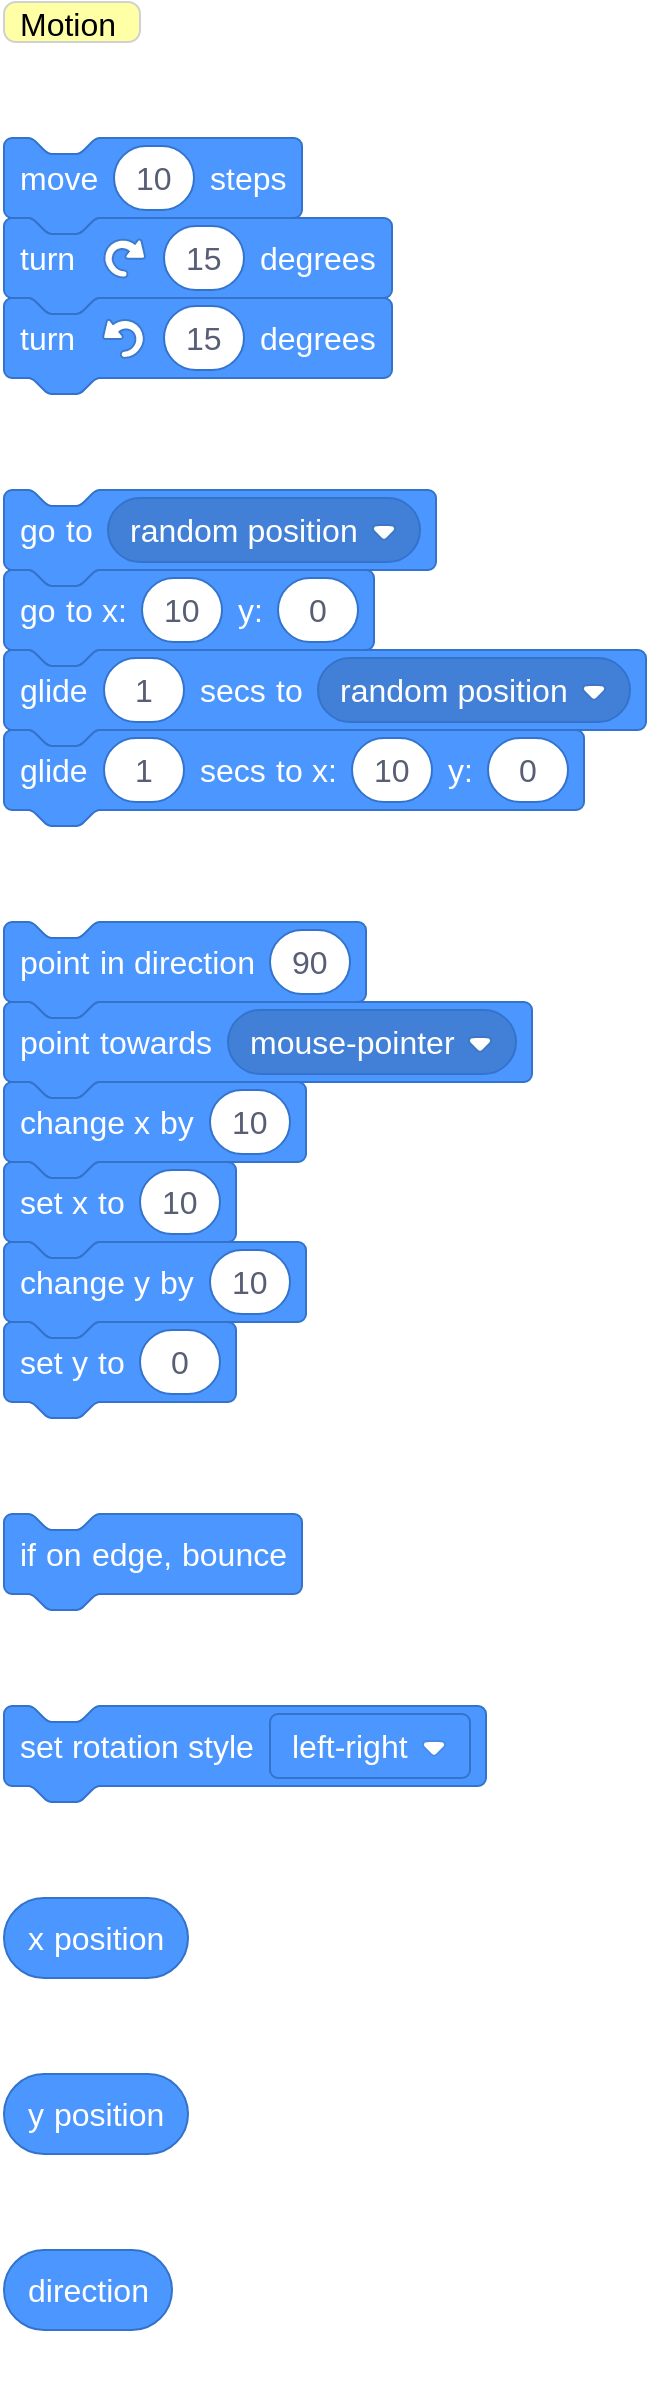 Motion
move 10 steps
turn 15 degrees
turn 15 degrees
go to random position
go to x: 10 y: 0
glide 1 secs to random position
glide 1 secs to x: 10 y: 0
point in direction 90
point towards mouse-pointer
change x by 10
set x to 10
change y by 10
set y to 0
if on edge, bounce
set rotation style left-right
x position
y position
direction